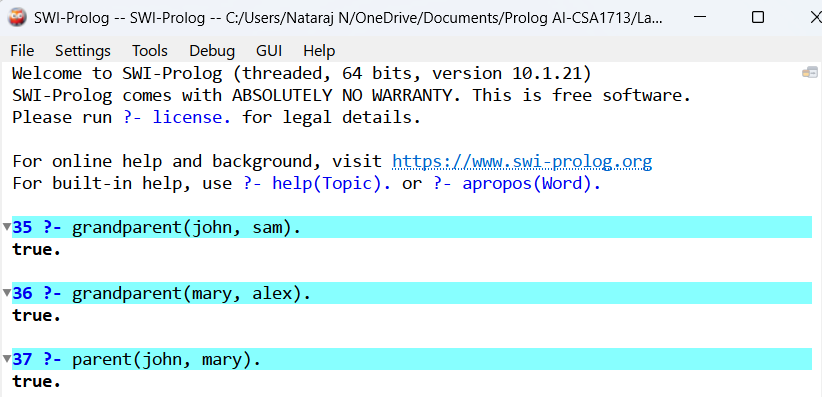 SWI-Prolog -- SWI-Prolog -- C:/Users/Nataraj N/OneDrive/Documents/Prolog AI-CSA1713/La...
File Settings Tools Debug GUI Help
Welcome to SWI-Prolog (threaded, 64 bits, version 10.1.21)
SWI-Prolog comes with ABSOLUTELY NO WARRANTY. This is free software.
Please run ?- license. for legal details.
For online help and background, visit https://www.swi-prolog.org
For built-in help, use ?- help(Topic). or ?- apropos(Word).
35 ?- grandparent(john, sam).
true.
36 ?- grandparent(mary, alex).
true.
37 ?- parent(john, mary).
true.